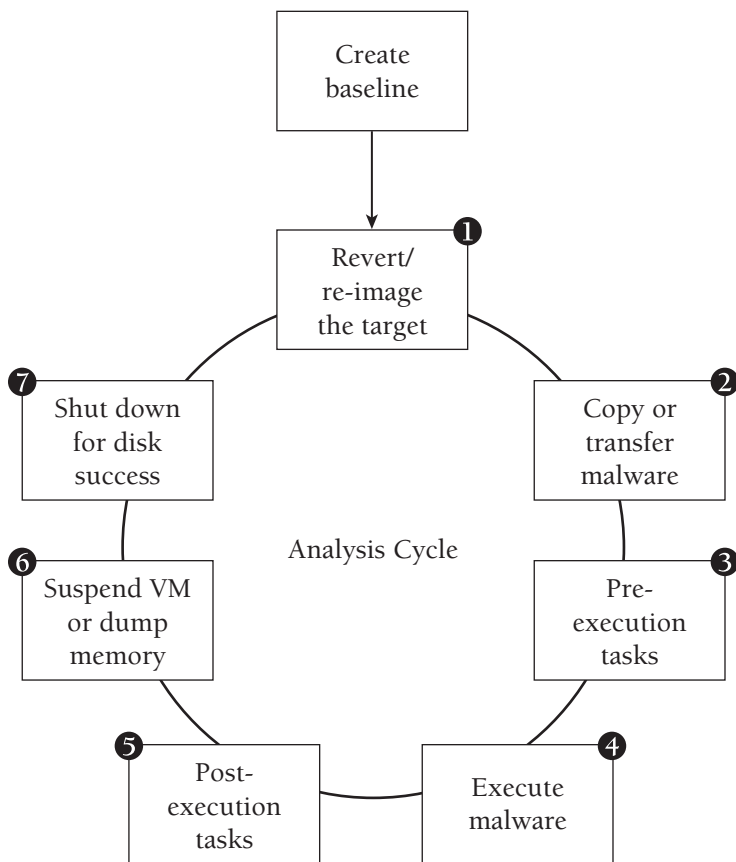 Create
baseline
1
Revert/
re-image
the target
2
Copy or
transfer
malware
3
Pre-
execution
tasks
4
Execute
malware
5
Post-
execution
tasks
6
Suspend VM
or dump
memory
7
Shut down
for disk
success
Analysis Cycle